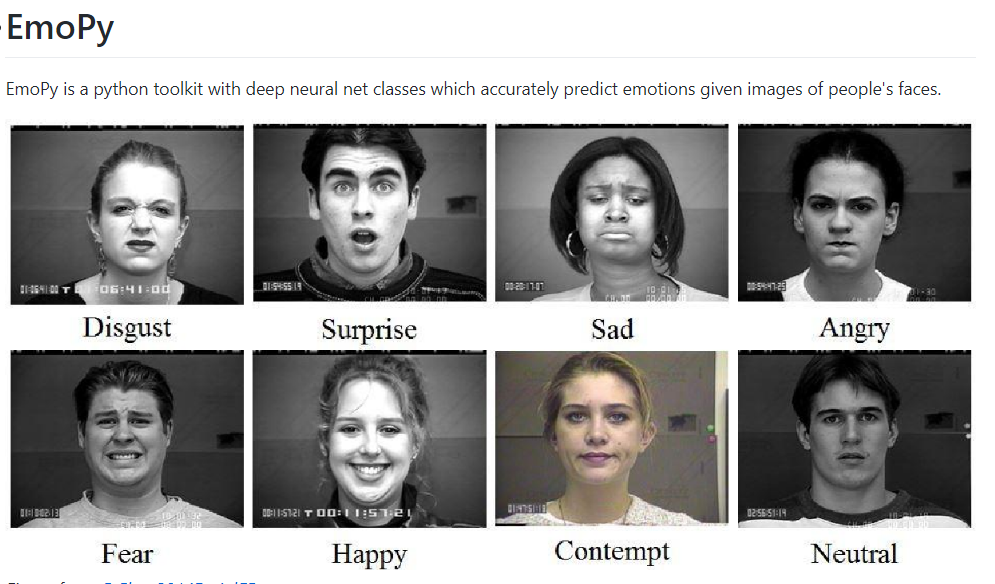 EmoPy
EmoPy is a python toolkit with deep neural net classes which accurately predict emotions given images of people's faces.
Disgust
Surprise
Sad
Angry
Fear
Happy
Contempt
Neutral